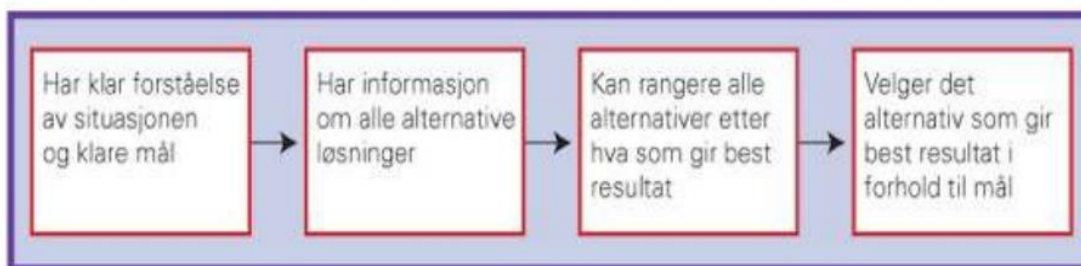 Har klar forståelse
av situasjonen
og klare mål
Har informasjon
om alle alternative
løsninger
Kan rangere alle
alternativer etter
hva som gir best
resultat
Velger det
alternativ som gir
best resultat i
forhold til mål